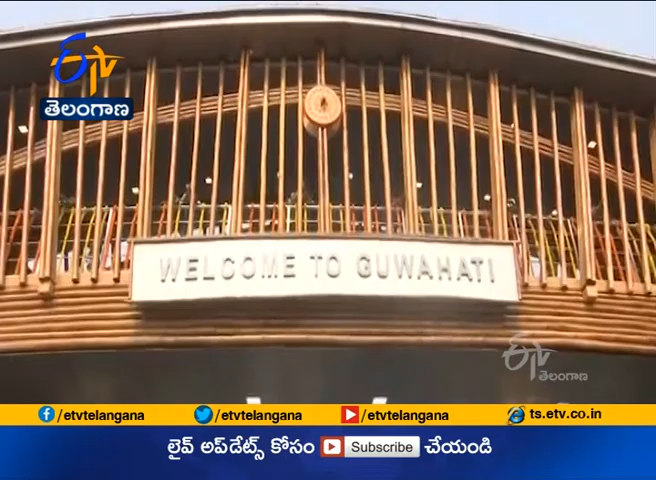 ETV
తెలంగాణ
WELCOME TO GUWAHATI
ETV
తెలంగాణ
/etvtelangana /etvtelangana /etvtelangana ts.etv.co.in
లైవ్ అప్‌డేట్స్ కోసం Subscribe చేయండి